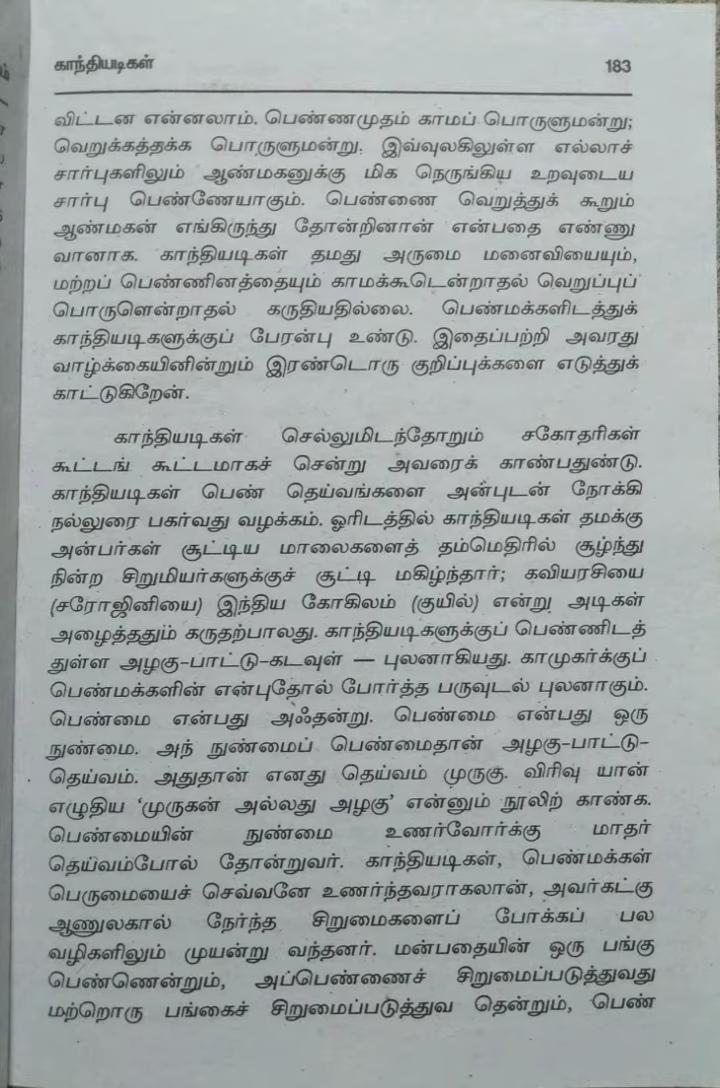 காந்தியடிகள் 183
விட்டன என்னலாம். பெண்ணமுதம் காமப் பொருளுமன்று;
வெறுக்கத்தக்க பொருளுமன்று. இவ்வுலகிலுள்ள எல்லாச்
சார்புகளிலும் ஆண்மகனுக்கு மிக நெருங்கிய உறவுடைய
சார்பு பெண்ணேயாகும். பெண்ணை வெறுத்துக் கூறும்
ஆண்மகன் எங்கிருந்து தோன்றினான் என்பதை எண்ணு
வானாக. காந்தியடிகள் தமது அருமை மனைவியையும்,
மற்றப் பெண்ணினத்தையும் காமக்கூடென்றாதல் வெறுப்புப்
பொருளென்றாதல் கருதியதில்லை. பெண்மக்களிடத்துக்
காந்தியடிகளுக்குப் பேரன்பு உண்டு. இதைப்பற்றி அவரது
வாழ்க்கையினின்றும் இரண்டொரு குறிப்புக்களை எடுத்துக்
காட்டுகிறேன்.
காந்தியடிகள் செல்லுமிடந்தோறும் சகோதரிகள்
கூட்டங் கூட்டமாகச் சென்று அவரைக் காண்பதுண்டு.
காந்தியடிகள் பெண் தெய்வங்களை அன்புடன் நோக்கி
நல்லுரை பகர்வது வழக்கம். ஓரிடத்தில் காந்தியடிகள் தமக்கு
அன்பர்கள் சூட்டிய மாலைகளைத் தம்மெதிரில் சூழ்ந்து
நின்ற சிறுமியர்களுக்குச் சூட்டி மகிழ்ந்தார்; கவியரசியை
(சரோஜினியை) இந்திய கோகிலம் (குயில்) என்று அடிகள்
அழைத்ததும் கருதற்பாலது. காந்தியடிகளுக்குப் பெண்ணிடத்
துள்ள அழகு-பாட்டு-கடவுள் — புலனாகியது. காமுகர்க்குப்
பெண்மக்களின் என்புதோல் போர்த்த பருவுடல் புலனாகும்.
பெண்மை என்பது அஃதன்று. பெண்மை என்பது ஒரு
நுண்மை. அந் நுண்மைப் பெண்மைதான் அழகு-பாட்டு-
தெய்வம். அதுதான் எனது தெய்வம் முருகு. விரிவு யான்
எழுதிய ‘முருகன் அல்லது அழகு’ என்னும் நூலிற் காண்க.
பெண்மையின் நுண்மை உணர்வோர்க்கு மாதர்
தெய்வம்போல் தோன்றுவர். காந்தியடிகள், பெண்மக்கள்
பெருமையைச் செவ்வனே உணர்ந்தவராகலான், அவர்கட்கு
ஆணுலகால் நேர்ந்த சிறுமைகளைப் போக்கப் பல
வழிகளிலும் முயன்று வந்தனர். மன்பதையின் ஒரு பங்கு
பெண்ணென்றும், அப்பெண்ணைச் சிறுமைப்படுத்துவது
மற்றொரு பங்கைச் சிறுமைப்படுத்துவ தென்றும், பெண்